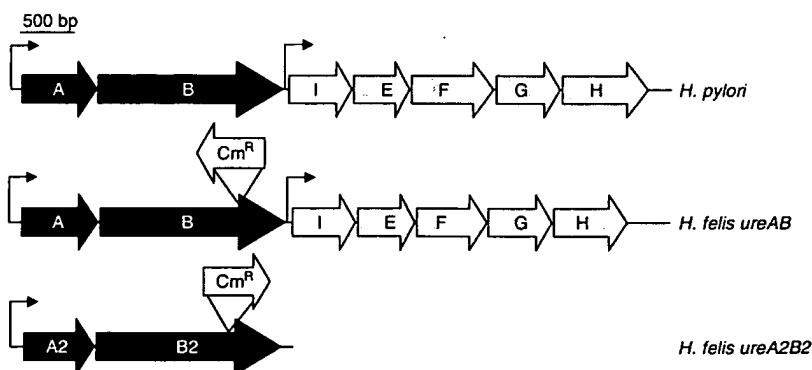 500 bp
A B I E F G H H. pylori
Cm^R
A B I E F G H H. felis ureAB
Cm^R
A2 B2 H. felis ureA2B2